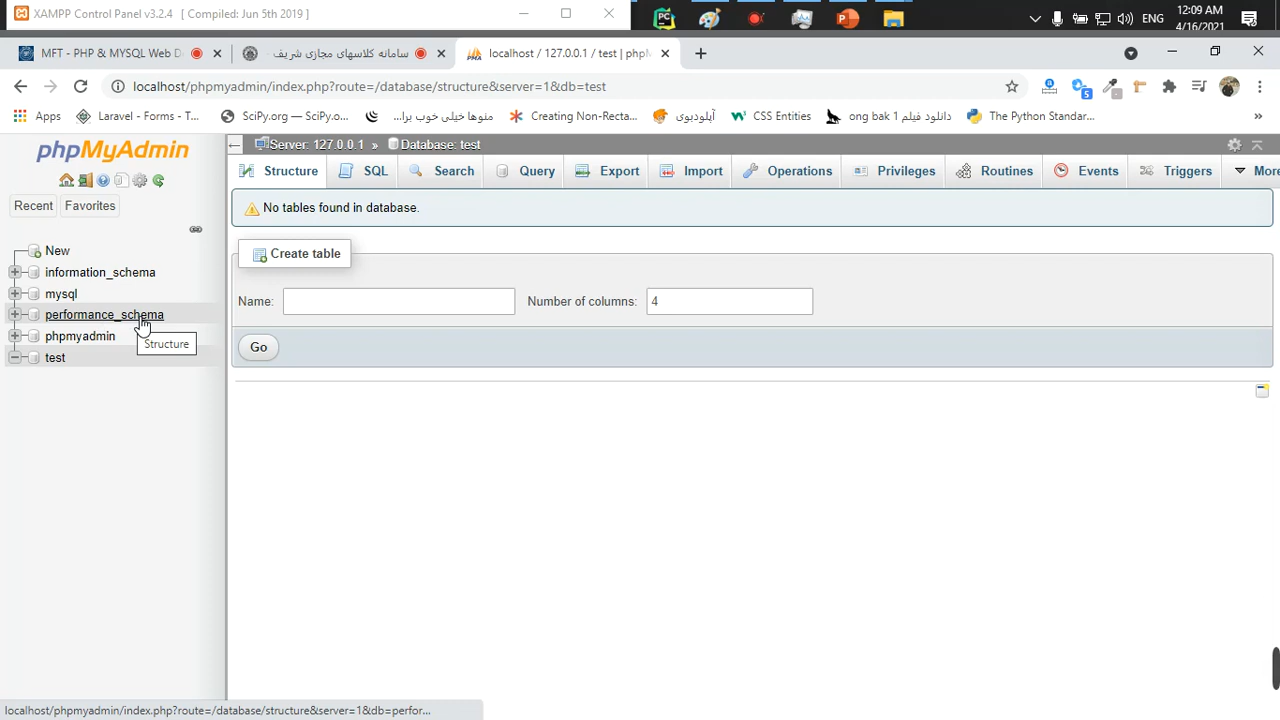 XAMPP Control Panel v3.2.4 [ Compiled: Jun 5th 2019 ]
12:09 AM
ENG
4/16/2021
MFT - PHP & MYSQL Web D
سامانه کلاسهای مجازی شریف -
localhost / 127.0.0.1 / test | phpM
localhost/phpmyadmin/index.php?route=/database/structure&server=1&db=test
5
Apps
Laravel - Forms - T...
SciPy.org — SciPy.o...
منوها خیلی خوب برا...
Creating Non-Recta...
آپلودبوی
CSS Entities
دانلود فیلم ong bak 1
The Python Standar...
»
phpMyAdmin
Recent
Favorites
New
information_schema
mysql
performance_schema
phpmyadmin
test
Structure
Server: 127.0.0.1 » Database: test
Structure
SQL
Search
Query
Export
Import
Operations
Privileges
Routines
Events
Triggers
More
No tables found in database.
Create table
Name:
Number of columns: 4
Go
localhost/phpmyadmin/index.php?route=/database/structure&server=1&db=perfor...